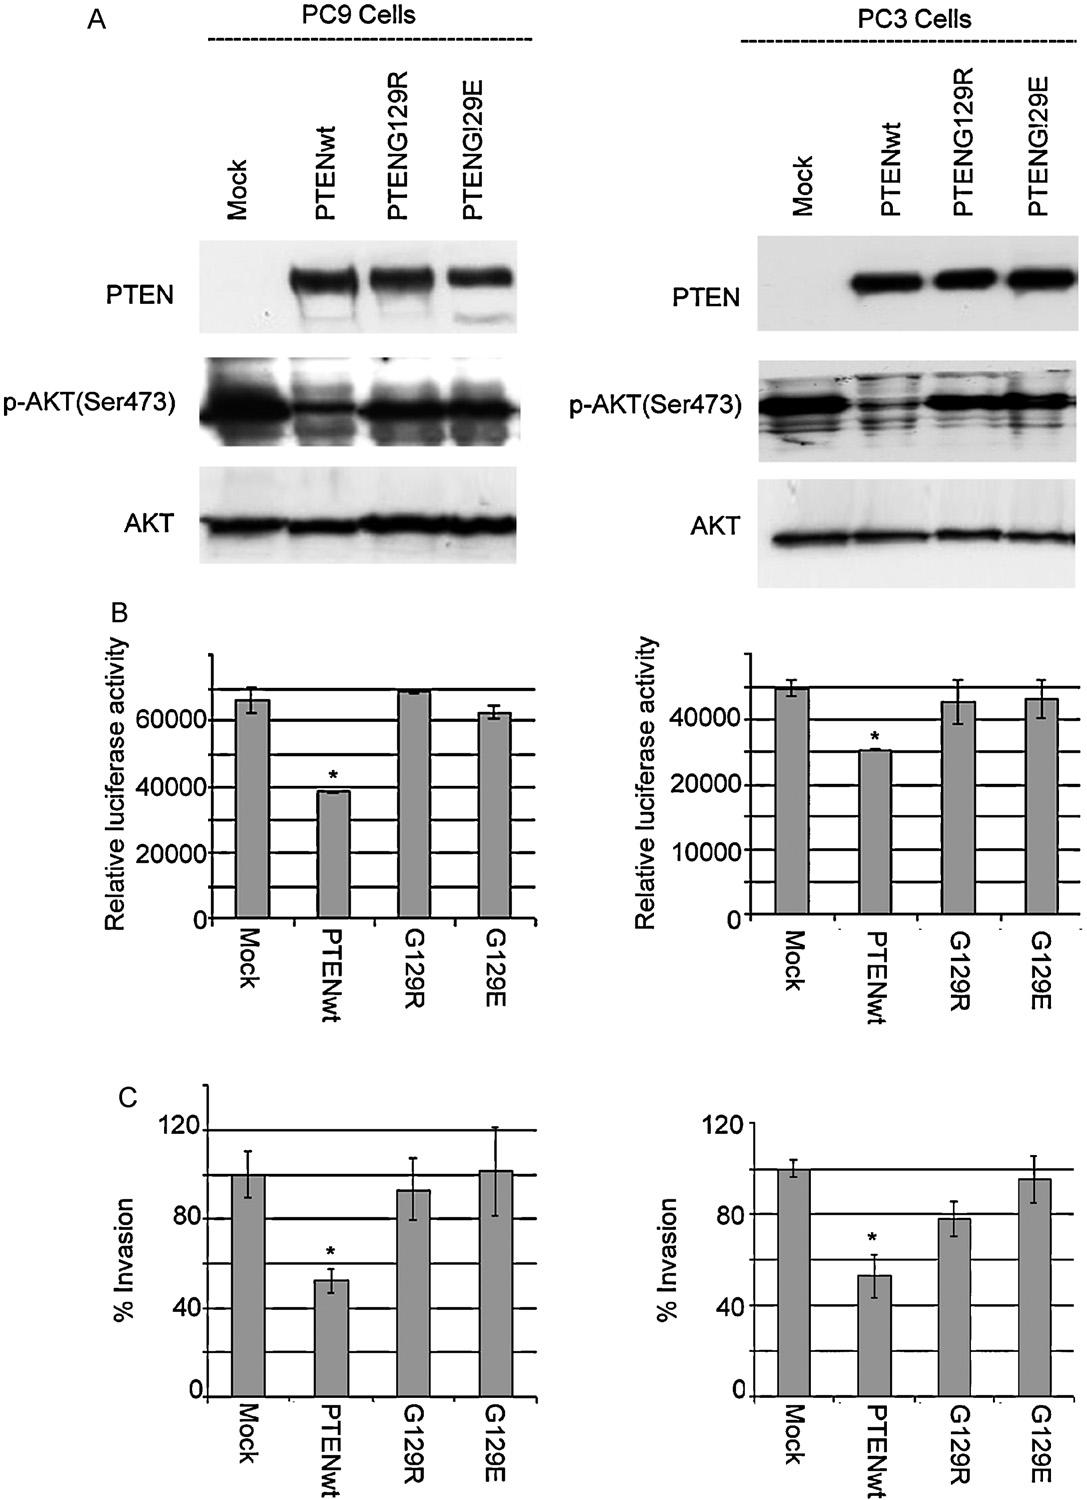 A
PC9 Cells
PC3 Cells
Mock
PTENwt
PTENG129R
PTENG!29E
Mock
PTENwt
PTENG129R
PTENG!29E
PTEN
p-AKT(Ser473)
AKT
PTEN
p-AKT(Ser473)
AKT
B
Relative luciferase activity
60000
40000
20000
0
*
Mock
PTENwt
G129R
G129E
Relative luciferase activity
40000
20000
10000
0
*
Mock
PTENwt
G129R
G129E
C
% Invasion
120
80
40
0
*
Mock
PTENwt
G129R
G129E
% Invasion
120
80
40
0
*
Mock
PTENwt
G129R
G129E